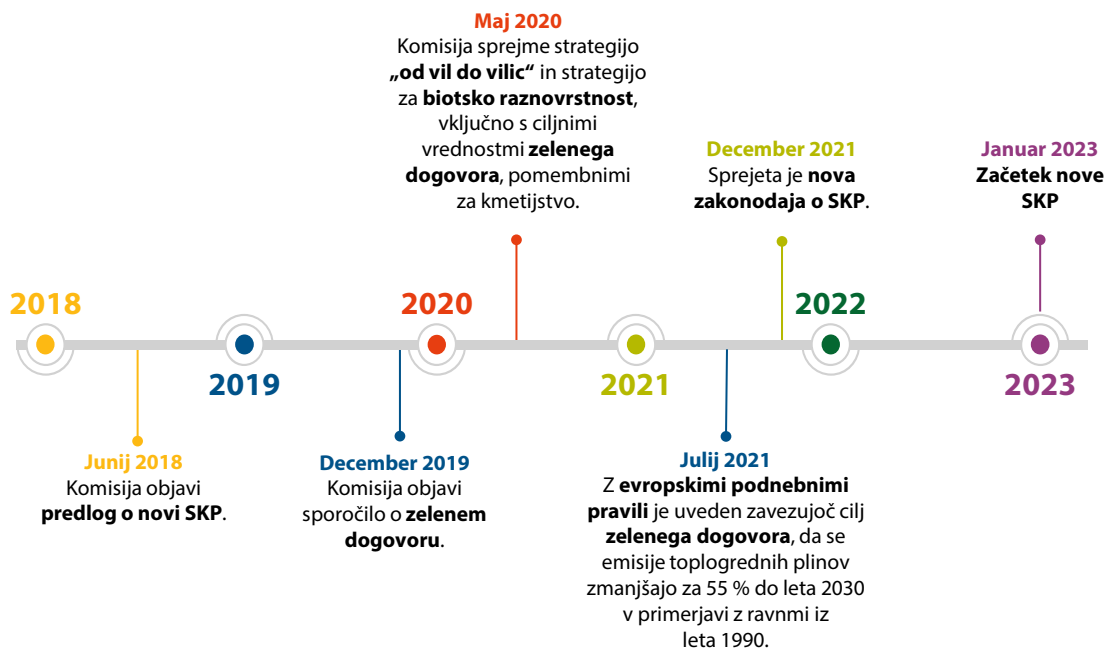 Maj 2020
Komisija sprejme strategijo
„od vil do vilic“ in strategijo
za biotsko raznovrstnost,
vključno s ciljnimi
vrednostmi zelenega
dogovora, pomembnimi
za kmetijstvo.
December 2021
Sprejeta je nova
zakonodaja o SKP.
Januar 2023
Začetek nove
SKP
2018
2019
2020
2021
2022
2023
Junij 2018
Komisija objavi
predlog o novi SKP.
December 2019
Komisija objavi
sporočilo o zelenem
dogovoru.
Julij 2021
Z evropskimi podnebnimi
pravili je uveden zavezujoč cilj
zelenega dogovora, da se
emisije toplogrednih plinov
zmanjšajo za 55 % do leta 2030
v primerjavi z ravnmi iz
leta 1990.